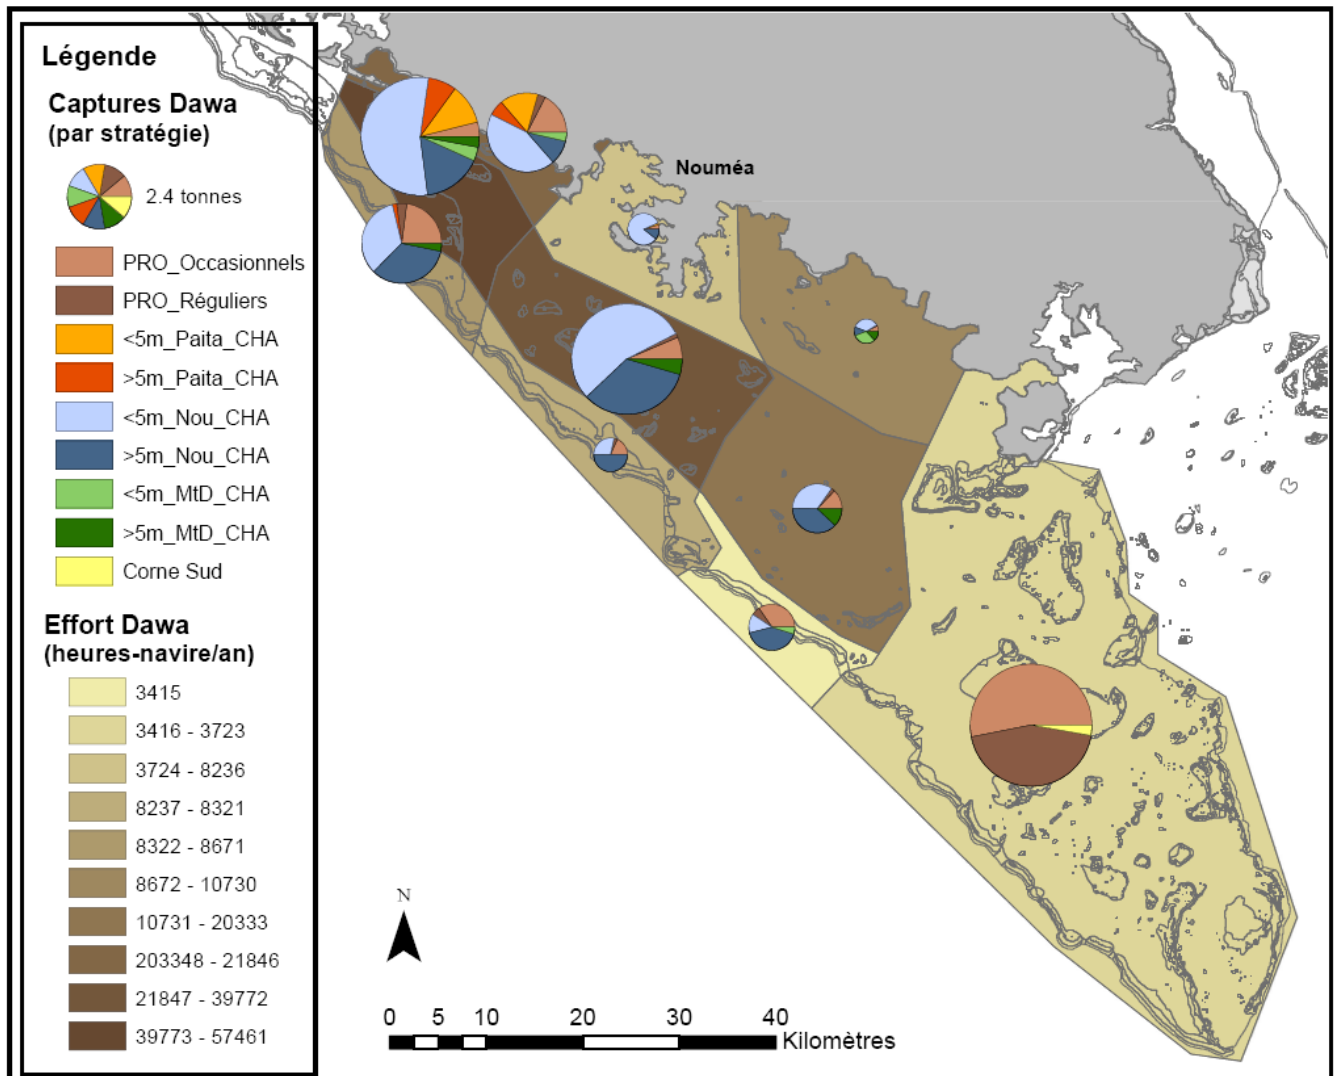 Légende
Captures Dawa
(par stratégie)
2.4 tonnes
PRO_Occasionnels
PRO_Réguliers
<5m_Paita_CHA
>5m_Paita_CHA
<5m_Nou_CHA
>5m_Nou_CHA
<5m_MtD_CHA
>5m_MtD_CHA
Corne Sud
Effort Dawa
(heures-navire/an)
3415
3416 - 3723
3724 - 8236
8237 - 8321
8322 - 8671
8672 - 10730
10731 - 20333
203348 - 21846
21847 - 39772
39773 - 57461
Nouméa
N
0 5 10 20 30 40
Kilomètres